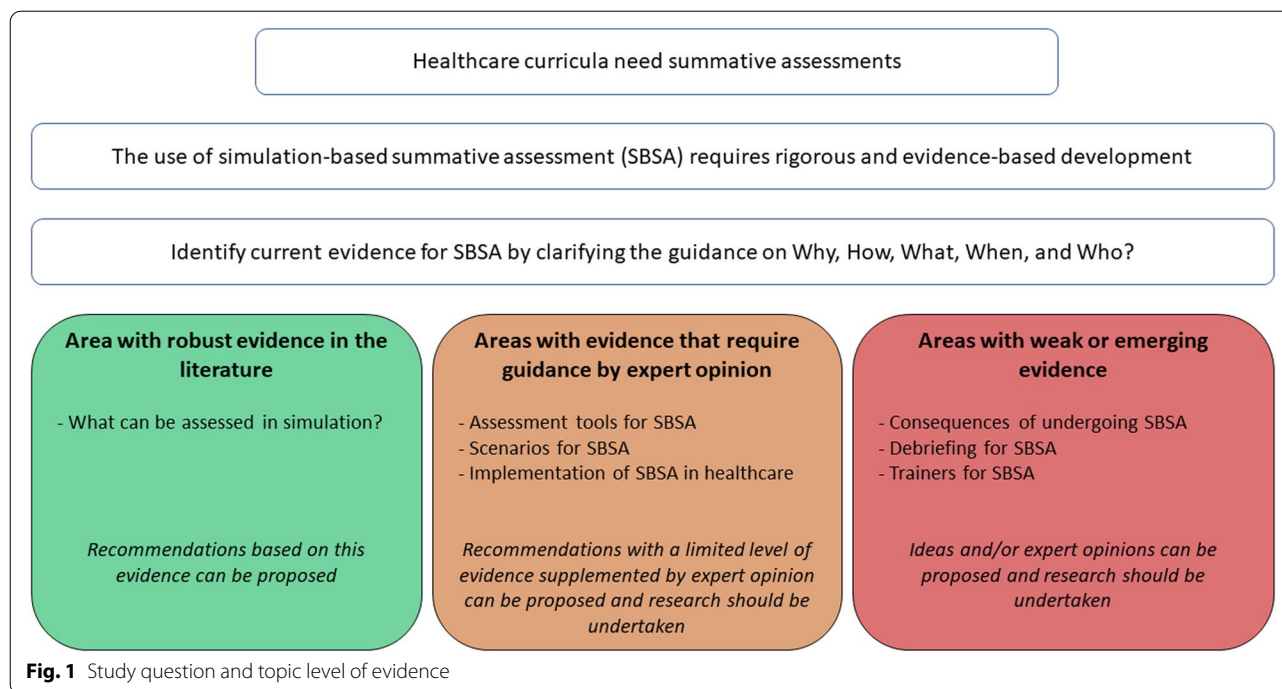 Healthcare curricula need summative assessments
The use of simulation-based summative assessment (SBSA) requires rigorous and evidence-based development
Identify current evidence for SBSA by clarifying the guidance on Why, How, What, When, and Who?
Area with robust evidence in the
literature
- What can be assessed in simulation?
Recommendations based on this
evidence can be proposed
Areas with evidence that require
guidance by expert opinion
- Assessment tools for SBSA
- Scenarios for SBSA
- Implementation of SBSA in healthcare
Recommendations with a limited level of
evidence supplemented by expert opinion
can be proposed and research should be
undertaken
Areas with weak or emerging
evidence
- Consequences of undergoing SBSA
- Debriefing for SBSA
- Trainers for SBSA
Ideas and/or expert opinions can be
proposed and research should be
undertaken
Fig. 1 Study question and topic level of evidence